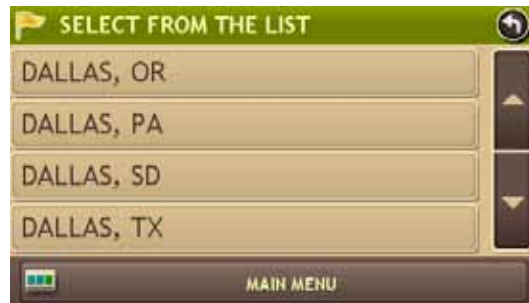 SELECT FROM THE LIST
DALLAS, OR
DALLAS, PA
DALLAS, SD
DALLAS, TX
MAIN MENU